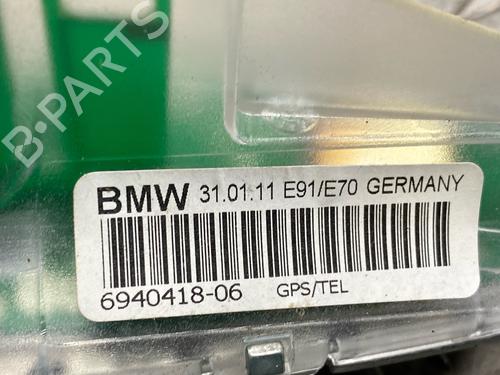 B-PARTS
BMW 31.01.11 E91/E70 GERMANY
6940418-06 GPS/TEL